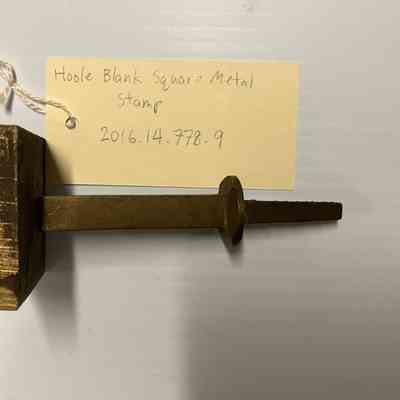 Hoole Blank Square Metal
Stamp
2016.14.778.9